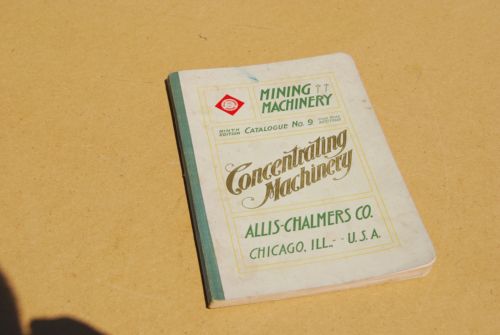 MINING
MACHINERY
NINTH
EDITION
CATALOGUE No. 9
Concentrating
Machinery
ALLIS-CHALMERS CO.
CHICAGO, ILL., U.S.A.